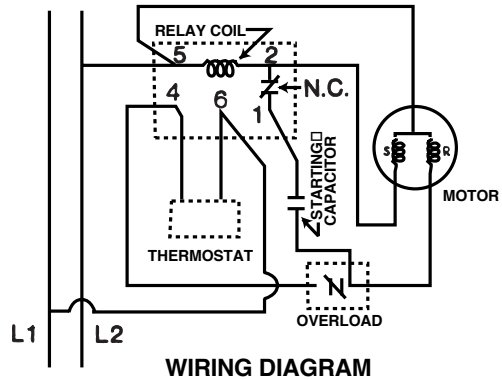 RELAY COIL
5
2
N.C.
4
6
1
S
R
MOTOR
STARTING□
CAPACITOR
THERMOSTAT
OVERLOAD
L1
L2
WIRING DIAGRAM